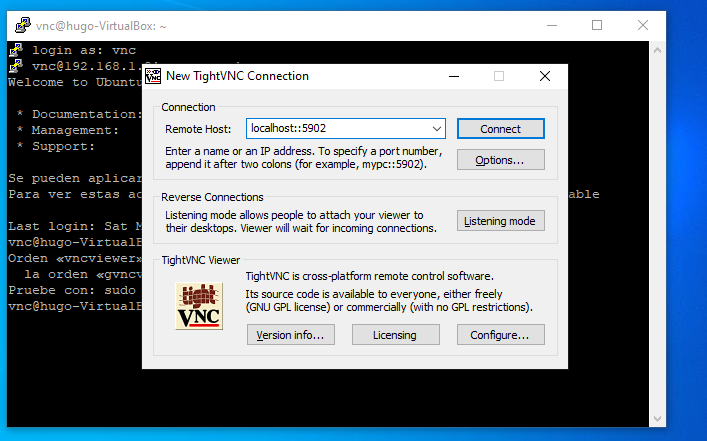 vnc@hugo-VirtualBox: ~
login as: vnc
vnc@192.168.1.
Welcome to Ubuntu
* Documentation:
* Management:
* Support:
Se pueden aplicar
Para ver estas ac
able
Last login: Sat M
vnc@hugo-VirtualB
Orden «vncviewer»
la orden «gvncv
Pruebe con: sudo
vnc@hugo-VirtualB
New TightVNC Connection
Connection
Remote Host: localhost::5902 Connect
Enter a name or an IP address. To specify a port number,
append it after two colons (for example, mypc::5902).
Options...
Reverse Connections
Listening mode allows people to attach your viewer to
their desktops. Viewer will wait for incoming connections.
Listening mode
TightVNC Viewer
VNC
TightVNC is cross-platform remote control software.
Its source code is available to everyone, either freely
(GNU GPL license) or commercially (with no GPL restrictions).
Version info... Licensing Configure...